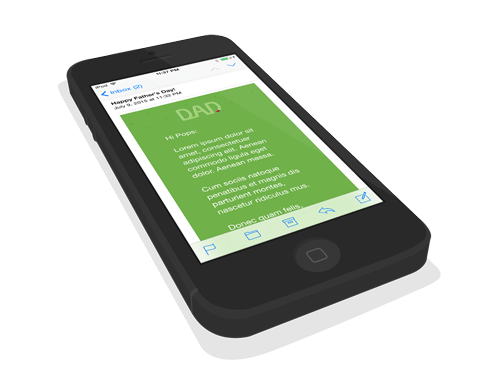 iPod 11:37 PM
Inbox (2)
Happy Father's Day!
July 9, 2015 at 11:32 PM
DAD
Hi Pops:
Lorem ipsum dolor sit
amet, consectetuer
adipiscing elit. Aenean
commodo ligula eget
dolor. Aenean massa.
Cum sociis natoque
penatibus et magnis dis
parturient montes,
nascetur ridiculus mus.
Donec quam felis,